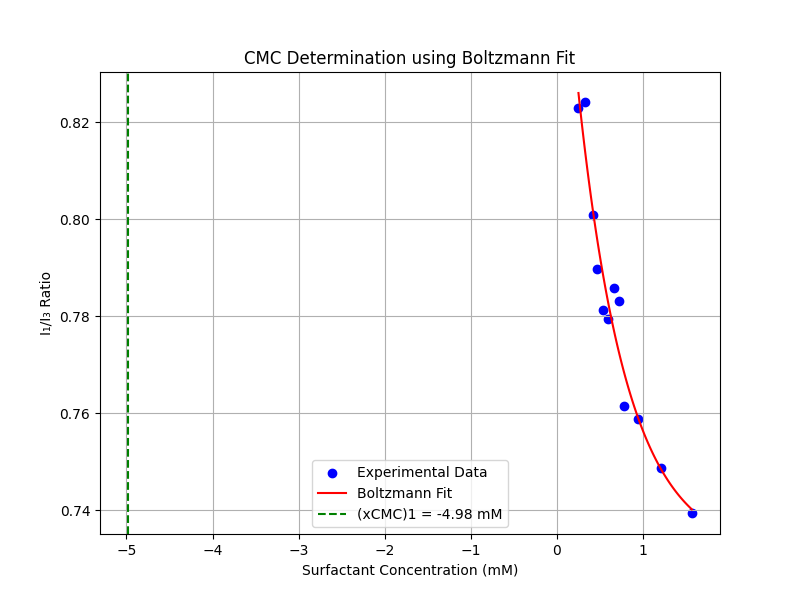 CMC Determination using Boltzmann Fit
0.82
0.80
0.78
0.76
0.74
I₁/I₃ Ratio
Experimental Data
Boltzmann Fit
(xCMC)1 = -4.98 mM
−5
−4
−3
−2
−1
0
1
Surfactant Concentration (mM)